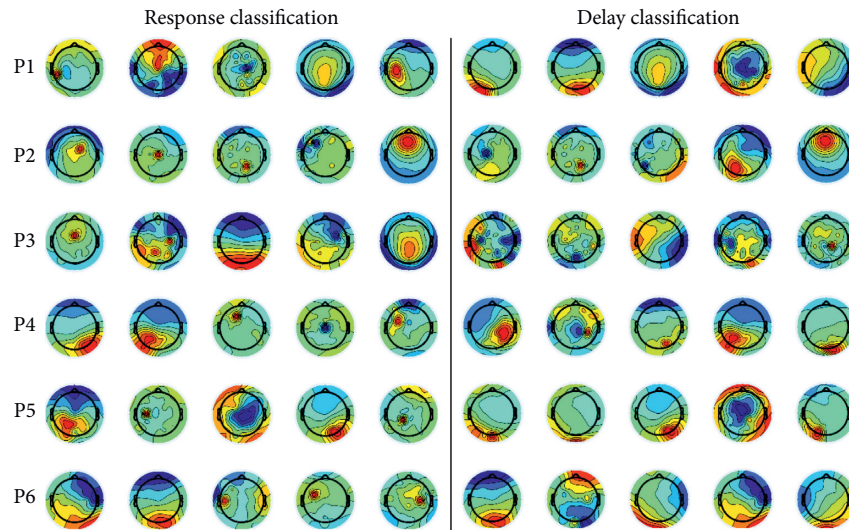 Response classification
Delay classification
P1
P2
P3
P4
P5
P6